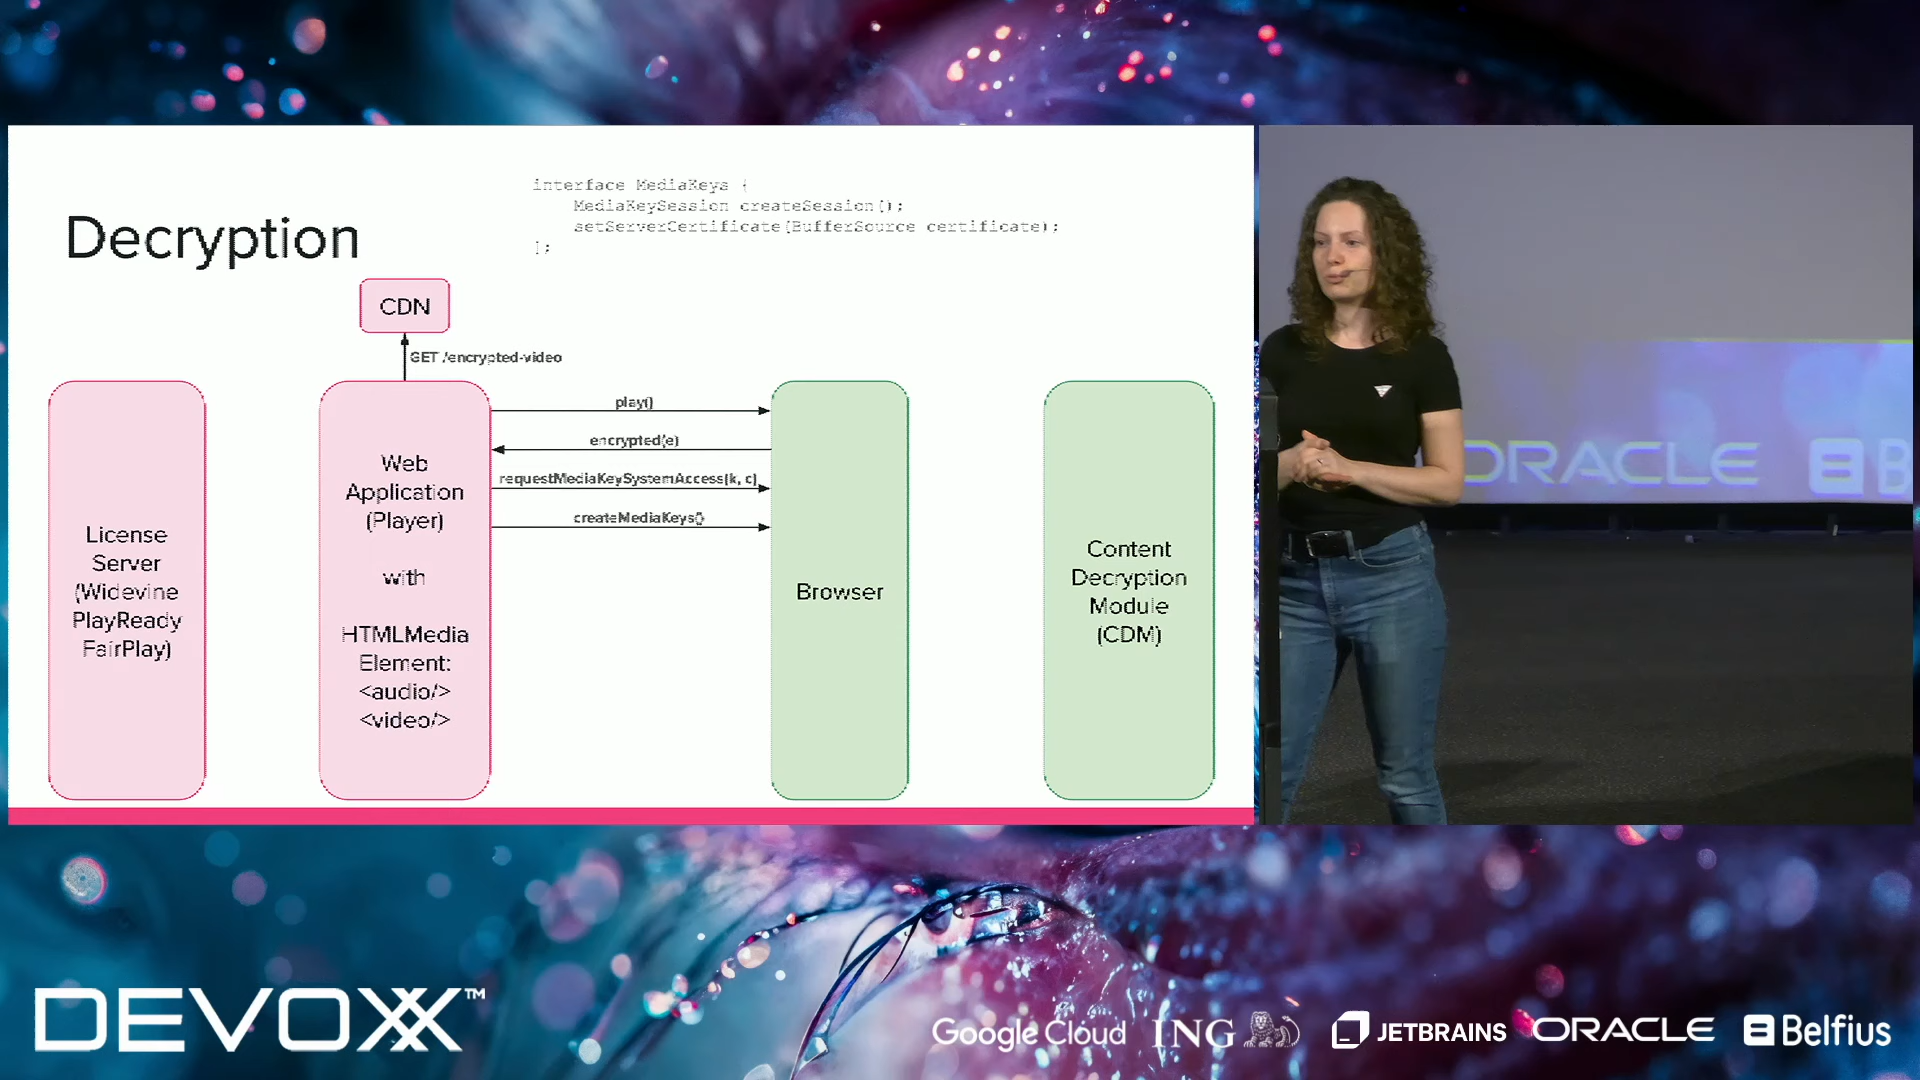 interface MediaKeys {
MediaKeySession createSession();
setServerCertificate(BufferSource certificate);
};
Decryption
CDN
GET /encrypted-video
play()
encrypted(e)
requestMediaKeySystemAccess(k, c)
createMediaKeys()
License
Server
(Widevine
PlayReady
FairPlay)
Web
Application
(Player)
with
HTMLMedia
Element:
<audio/>
<video/>
Browser
Content
Decryption
Module
(CDM)
ORACLE
B
DEVOXX™
Google Cloud
ING
JETBRAINS
ORACLE
Belfius